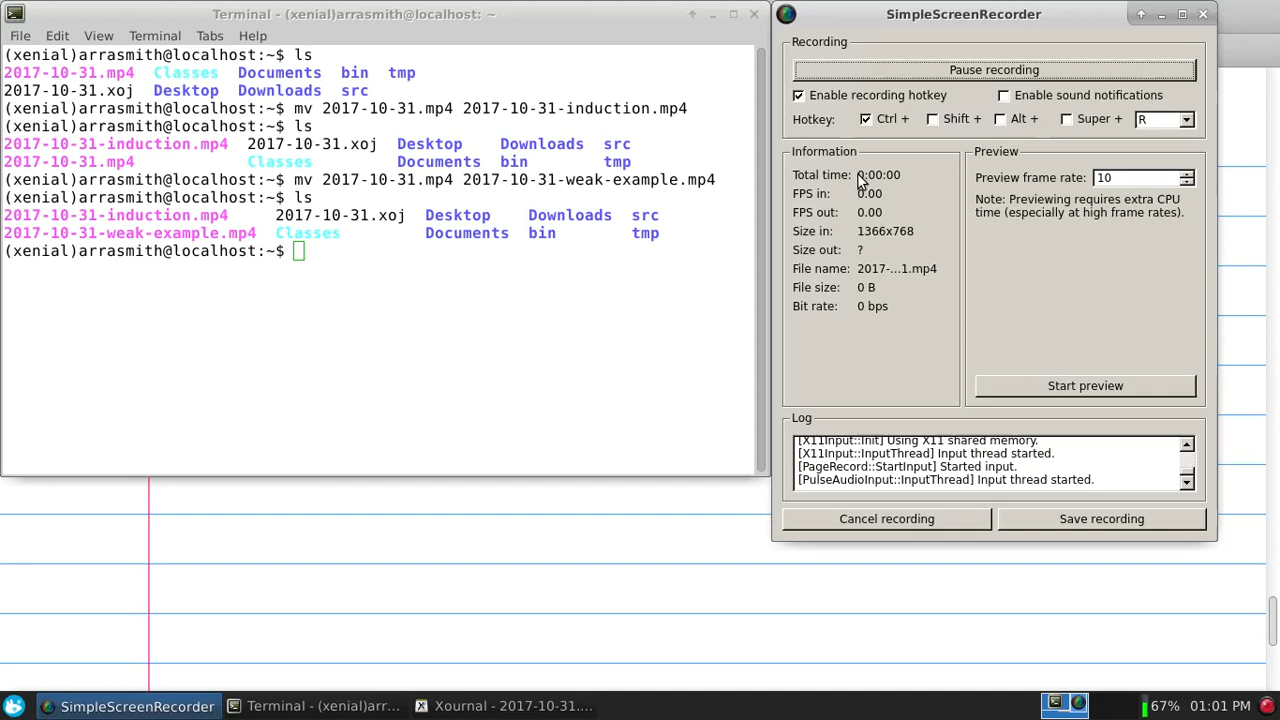 Terminal - (xenial)arrasmith@localhost: ~
File Edit View Terminal Tabs Help
(xenial)arrasmith@localhost:~$ ls
2017-10-31.mp4 Classes Documents bin tmp
2017-10-31.xoj Desktop Downloads src
(xenial)arrasmith@localhost:~$ mv 2017-10-31.mp4 2017-10-31-induction.mp4
(xenial)arrasmith@localhost:~$ ls
2017-10-31-induction.mp4 2017-10-31.xoj Desktop Downloads src
2017-10-31.mp4 Classes Documents bin tmp
(xenial)arrasmith@localhost:~$ mv 2017-10-31.mp4 2017-10-31-weak-example.mp4
(xenial)arrasmith@localhost:~$ ls
2017-10-31-induction.mp4 2017-10-31.xoj Desktop Downloads src
2017-10-31-weak-example.mp4 Classes Documents bin tmp
(xenial)arrasmith@localhost:~$
SimpleScreenRecorder
Recording
Pause recording
Enable recording hotkey Enable sound notifications
Hotkey: Ctrl + Shift + Alt + Super + R
Information
Total time: 0:00:00
FPS in: 0.00
FPS out: 0.00
Size in: 1366x768
Size out: ?
File name: 2017-...1.mp4
File size: 0 B
Bit rate: 0 bps
Preview
Preview frame rate: 10
Note: Previewing requires extra CPU
time (especially at high frame rates).
Start preview
Log
[X11Input::Init] Using X11 shared memory.
[X11Input::InputThread] Input thread started.
[PageRecord::StartInput] Started input.
[PulseAudioInput::InputThread] Input thread started.
Cancel recording Save recording
SimpleScreenRecorder Terminal - (xenial)arr... Xournal - 2017-10-31.... 67% 01:01 PM